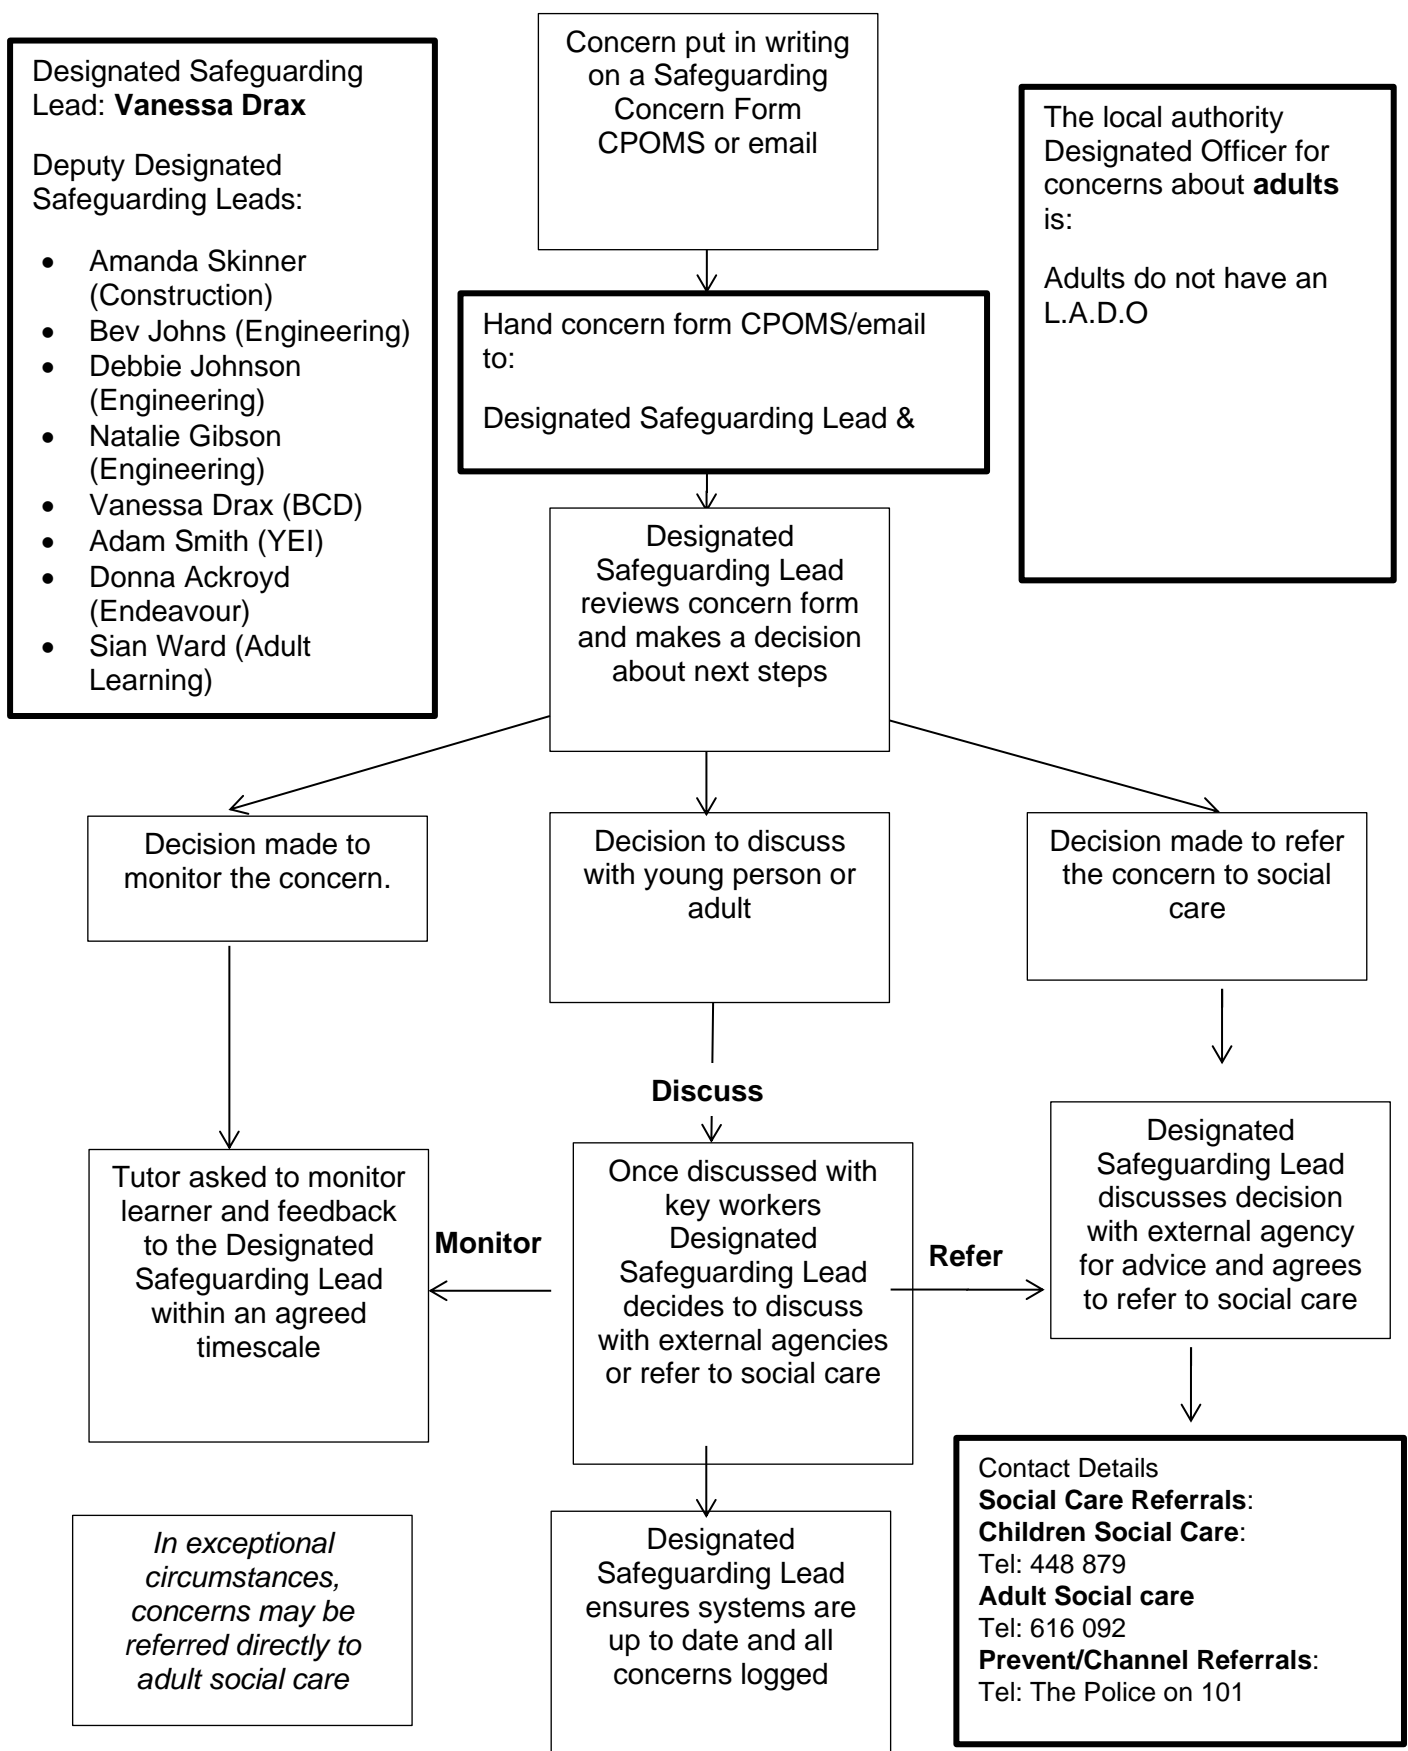 Designated Safeguarding
Lead: Vanessa Drax
Deputy Designated
Safeguarding Leads:
• Amanda Skinner
(Construction)
• Bev Johns (Engineering)
• Debbie Johnson
(Engineering)
• Natalie Gibson
(Engineering)
• Vanessa Drax (BCD)
• Adam Smith (YEI)
• Donna Ackroyd
(Endeavour)
• Sian Ward (Adult
Learning)
Concern put in writing
on a Safeguarding
Concern Form
CPOMS or email
The local authority
Designated Officer for
concerns about adults
is:
Adults do not have an
L.A.D.O
Hand concern form CPOMS/email
to:
Designated Safeguarding Lead &
Designated
Safeguarding Lead
reviews concern form
and makes a decision
about next steps
Decision made to
monitor the concern.
Decision to discuss
with young person or
adult
Decision made to refer
the concern to social
care
Discuss
Tutor asked to monitor
learner and feedback
to the Designated
Safeguarding Lead
within an agreed
timescale
Monitor
Once discussed with
key workers
Designated
Safeguarding Lead
decides to discuss
with external agencies
or refer to social care
Refer
Designated
Safeguarding Lead
discusses decision
with external agency
for advice and agrees
to refer to social care
In exceptional
circumstances,
concerns may be
referred directly to
adult social care
Designated
Safeguarding Lead
ensures systems are
up to date and all
concerns logged
Contact Details
Social Care Referrals:
Children Social Care:
Tel: 448 879
Adult Social care
Tel: 616 092
Prevent/Channel Referrals:
Tel: The Police on 101